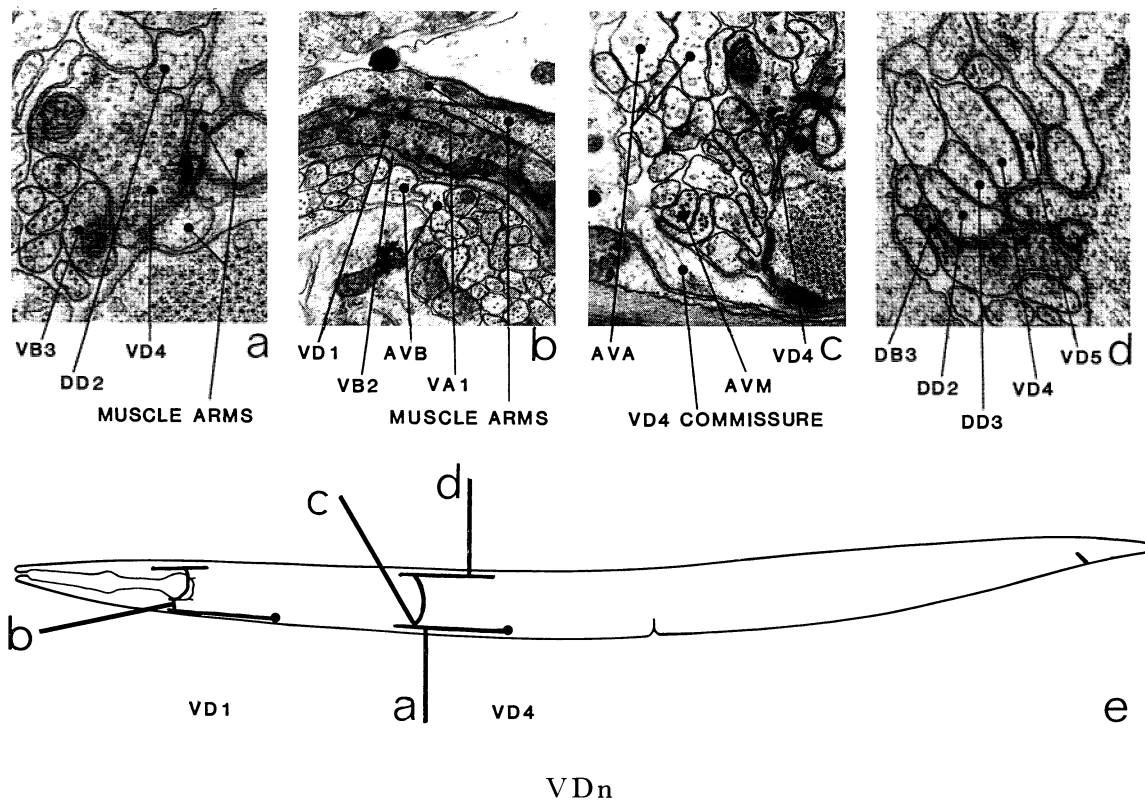 a
VB3 VD4
DD2
MUSCLE ARMS
b
VD1 AVB
VB2 VA1
MUSCLE ARMS
c
AVA VD4
AVM
VD4 COMMISSURE
d
DB3 VD5
DD2 VD4
DD3
d
c
b
a
VD1 VD4
e
VDn